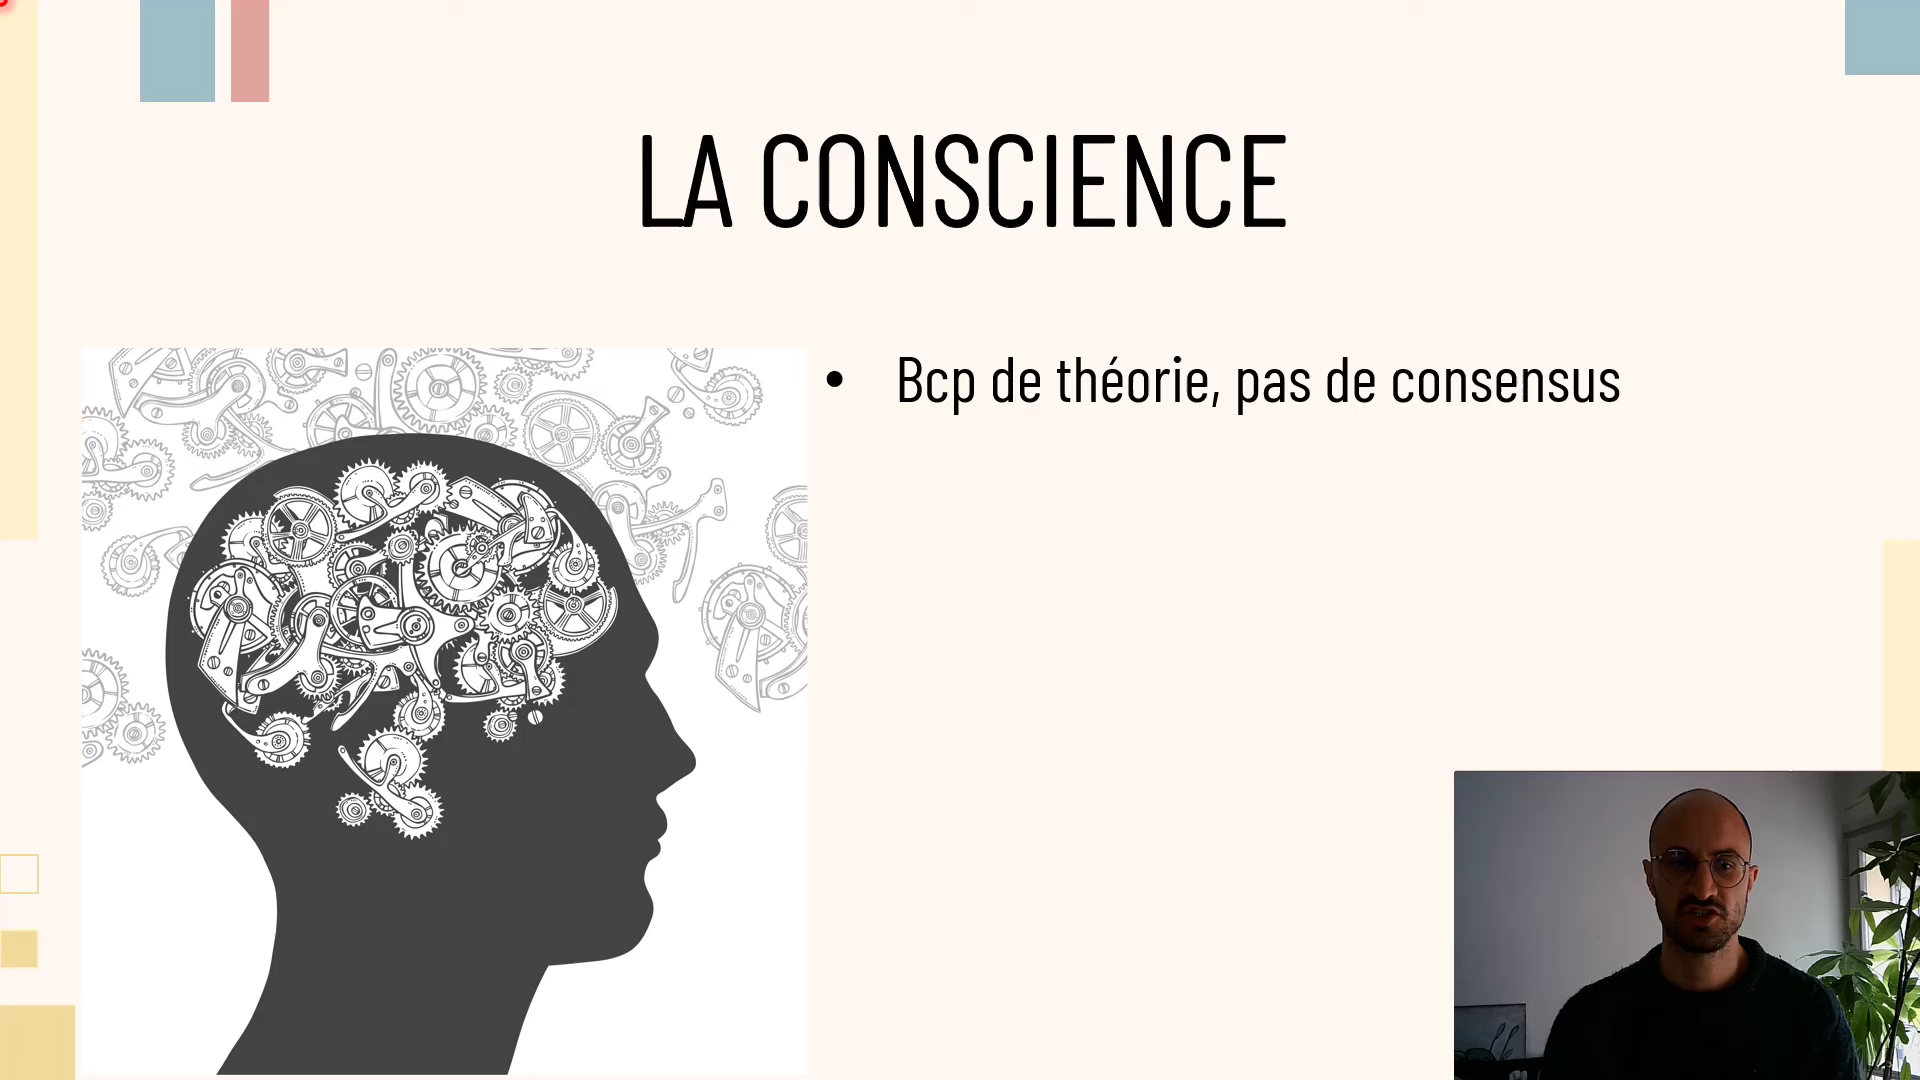 LA CONSCIENCE
• Bcp de théorie, pas de consensus